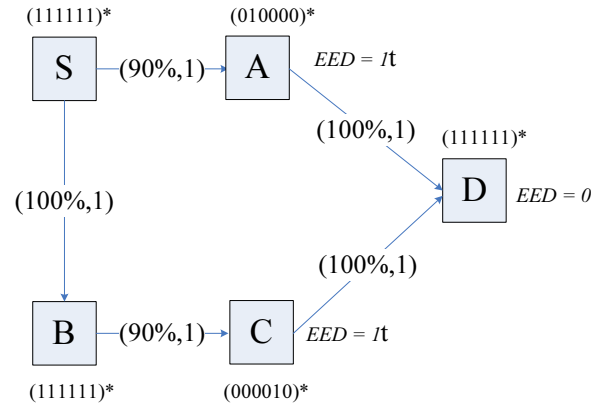 (111111)*
(010000)*
S
(90%,1)
A
EED = 1t
(100%,1)
(111111)*
D
EED = 0
(100%,1)
(100%,1)
B
(90%,1)
C
EED = 1t
(111111)*
(000010)*